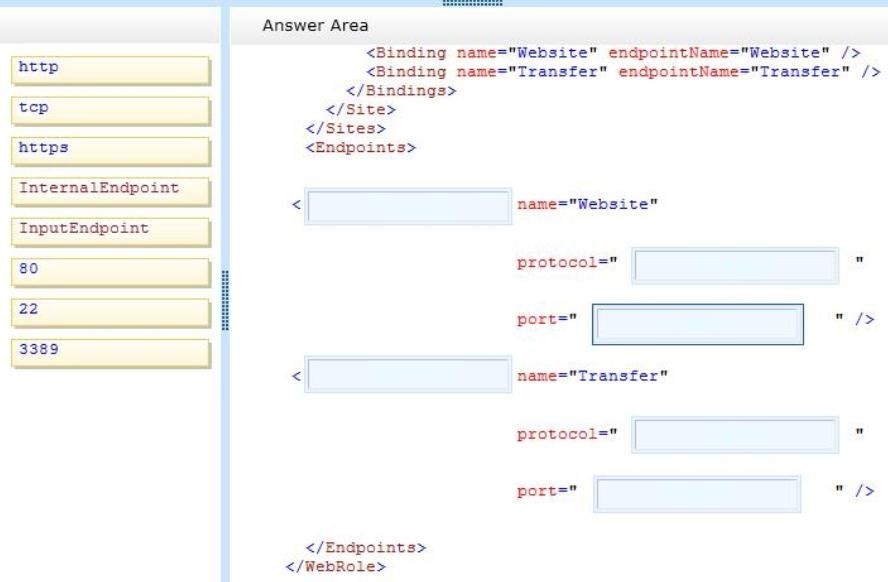 http
tcp
https
InternalEndpoint
InputEndpoint
80
22
3389
Answer Area
<Binding name="Website" endpointName="Website" />
<Binding name="Transfer" endpointName="Transfer" />
</Bindings>
</Site>
</Sites>
<Endpoints>
< name="Website"
protocol=" "
port=" " />
< name="Transfer"
protocol=" "
port=" " />
</Endpoints>
</WebRole>